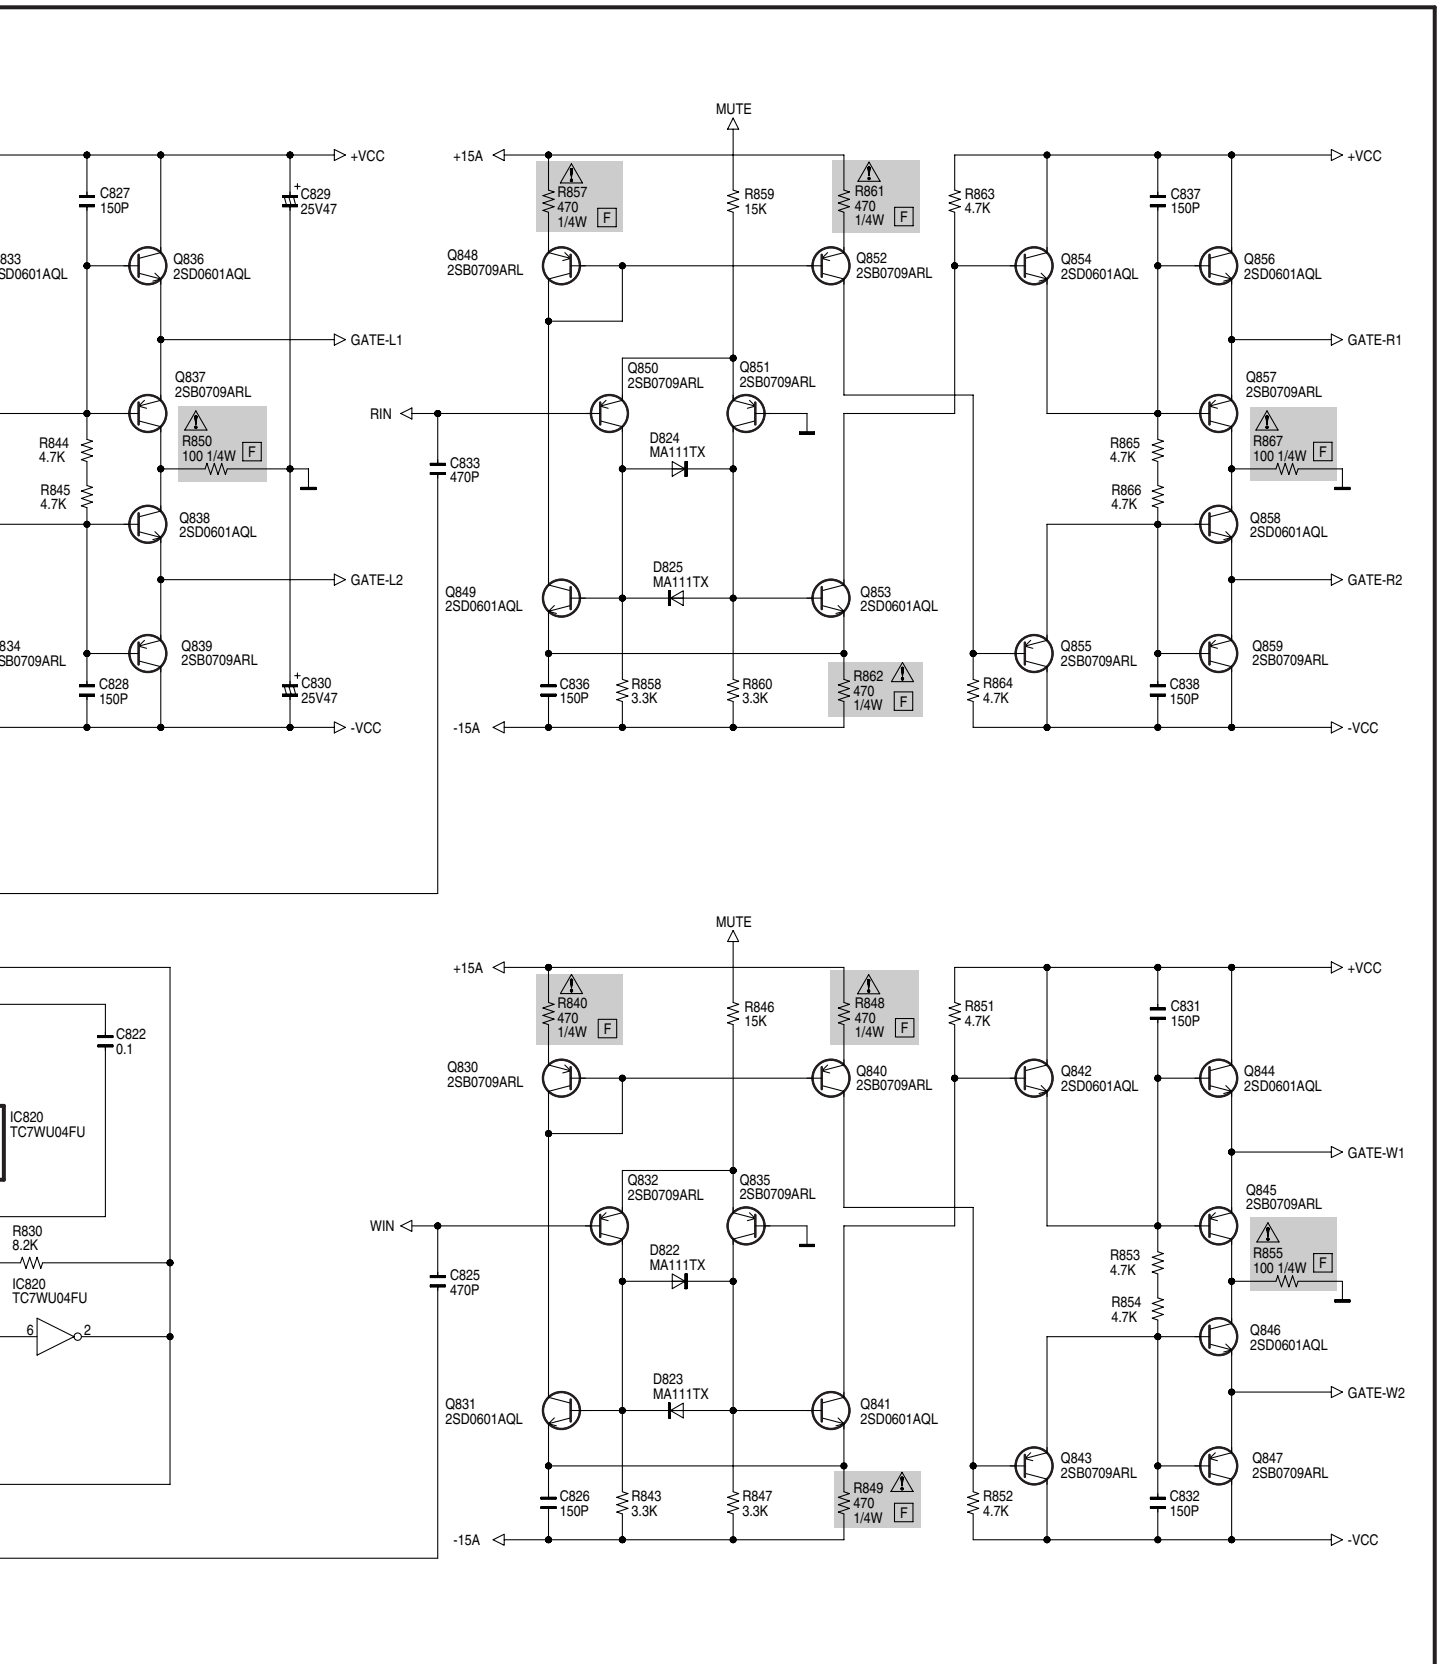 MUTE
+VCC
+15A
+VCC
C827
150P
+
C829
25V47
R857
470
1/4W
F
R859
15K
R861
470
1/4W
F
R863
4.7K
C837
150P
833
SD0601AQL
Q836
2SD0601AQL
Q848
2SB0709ARL
Q852
2SB0709ARL
Q854
2SD0601AQL
Q856
2SD0601AQL
GATE-L1
GATE-R1
Q837
2SB0709ARL
Q850
2SB0709ARL
Q851
2SB0709ARL
Q857
2SB0709ARL
RIN
R850
100 1/4W
F
R844
4.7K
C833
470P
D824
MA111TX
R865
4.7K
R867
100 1/4W
F
R845
4.7K
R866
4.7K
Q838
2SD0601AQL
Q858
2SD0601AQL
GATE-L2
D825
MA111TX
GATE-R2
Q849
2SD0601AQL
Q853
2SD0601AQL
834
SB0709ARL
Q839
2SB0709ARL
Q855
2SB0709ARL
Q859
2SB0709ARL
C828
150P
+
C830
25V47
C836
150P
R858
3.3K
R860
3.3K
R862
470
1/4W
F
R864
4.7K
C838
150P
-VCC
-15A
-VCC
MUTE
+15A
+VCC
C822
0.1
R840
470
1/4W
F
R846
15K
R848
470
1/4W
F
R851
4.7K
C831
150P
Q830
2SB0709ARL
Q840
2SB0709ARL
Q842
2SD0601AQL
Q844
2SD0601AQL
IC820
TC7WU04FU
GATE-W1
Q832
2SB0709ARL
Q835
2SB0709ARL
Q845
2SB0709ARL
WIN
R830
8.2K
C825
470P
D822
MA111TX
R853
4.7K
R855
100 1/4W
F
IC820
TC7WU04FU
6
2
R854
4.7K
Q846
2SD0601AQL
D823
MA111TX
GATE-W2
Q831
2SD0601AQL
Q841
2SD0601AQL
Q843
2SB0709ARL
Q847
2SB0709ARL
C826
150P
R843
3.3K
R847
3.3K
R849
470
1/4W
F
R852
4.7K
C832
150P
-15A
-VCC